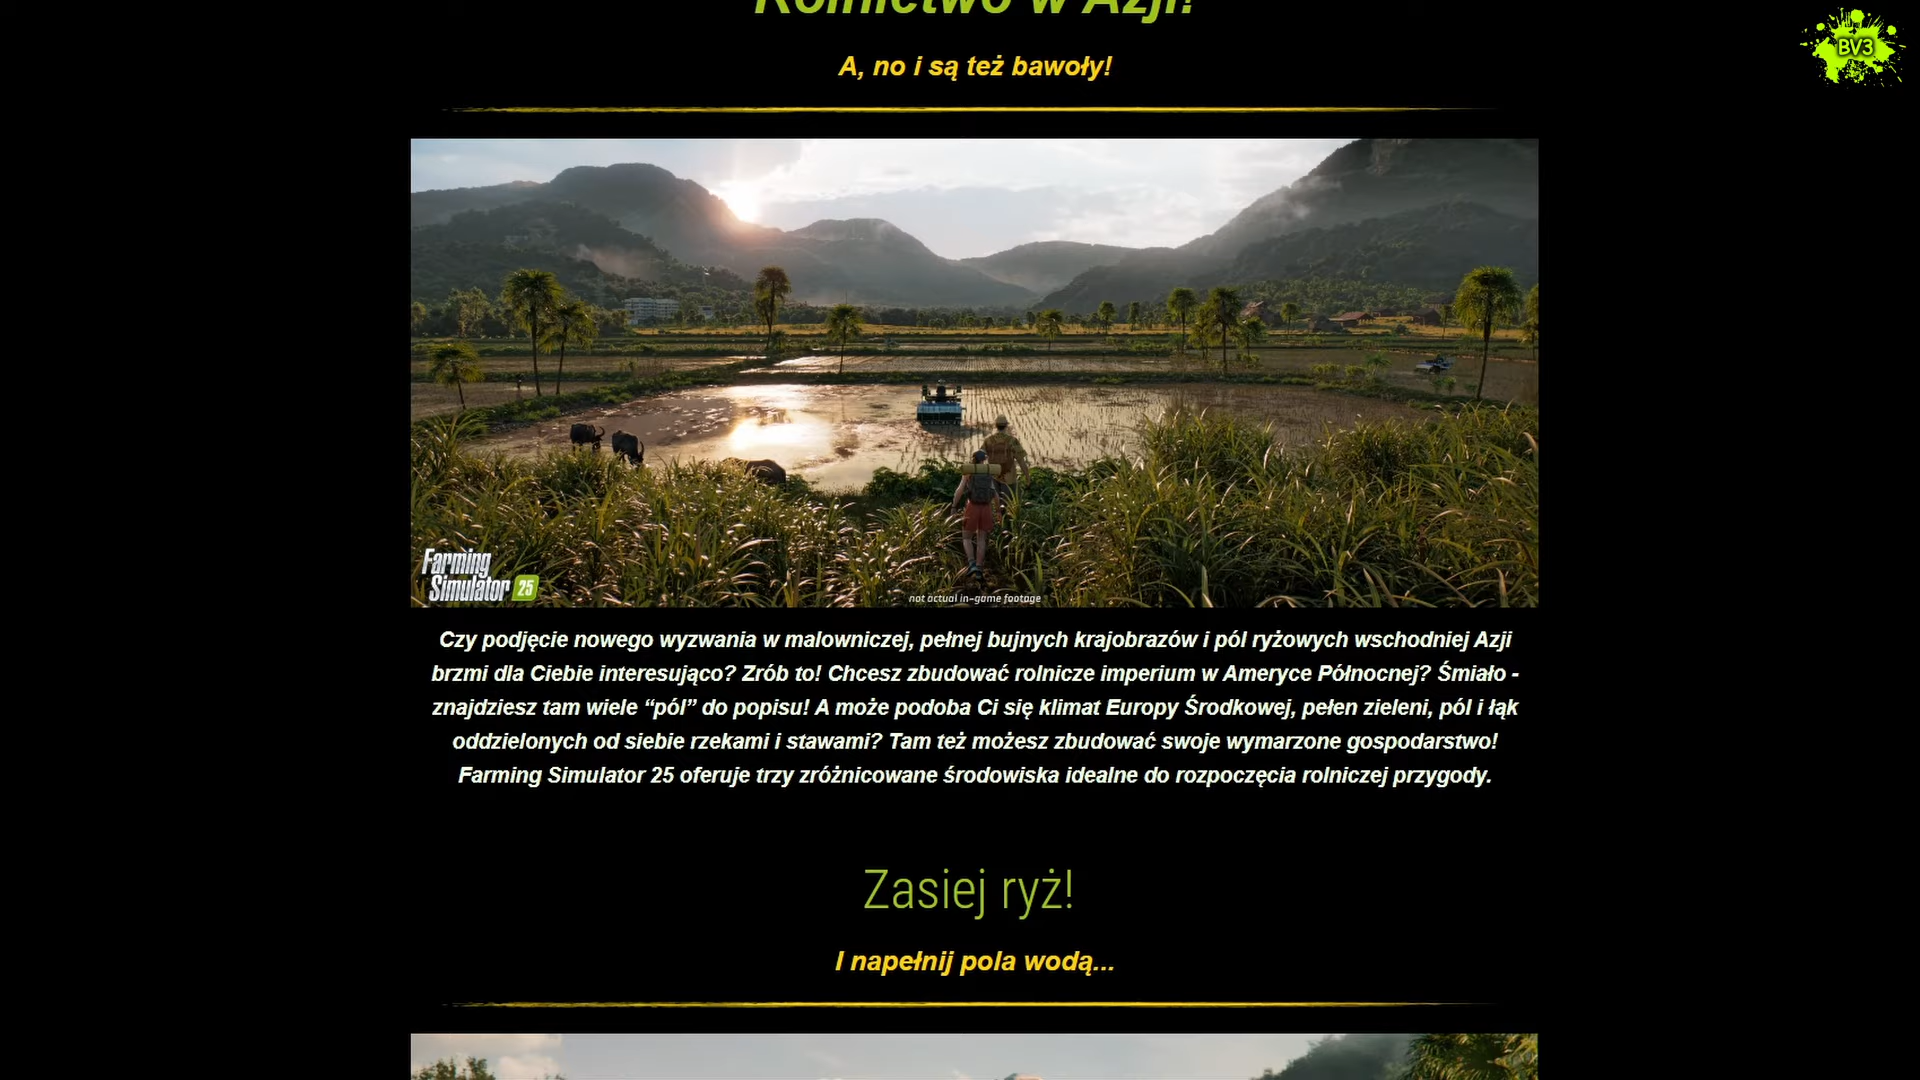 Rolnictwo w Azji!
BV3
A, no i są też bawoły!
Farming
Simulator 25
not actual in-game footage
Czy podjęcie nowego wyzwania w malowniczej, pełnej bujnych krajobrazów i pól ryżowych wschodniej Azji
brzmi dla Ciebie interesująco? Zrób to! Chcesz zbudować rolnicze imperium w Ameryce Północnej? Śmiało -
znajdziesz tam wiele “pól” do popisu! A może podoba Ci się klimat Europy Środkowej, pełen zieleni, pól i łąk
oddzielonych od siebie rzekami i stawami? Tam też możesz zbudować swoje wymarzone gospodarstwo!
Farming Simulator 25 oferuje trzy zróżnicowane środowiska idealne do rozpoczęcia rolniczej przygody.
Zasiej ryż!
I napełnij pola wodą...